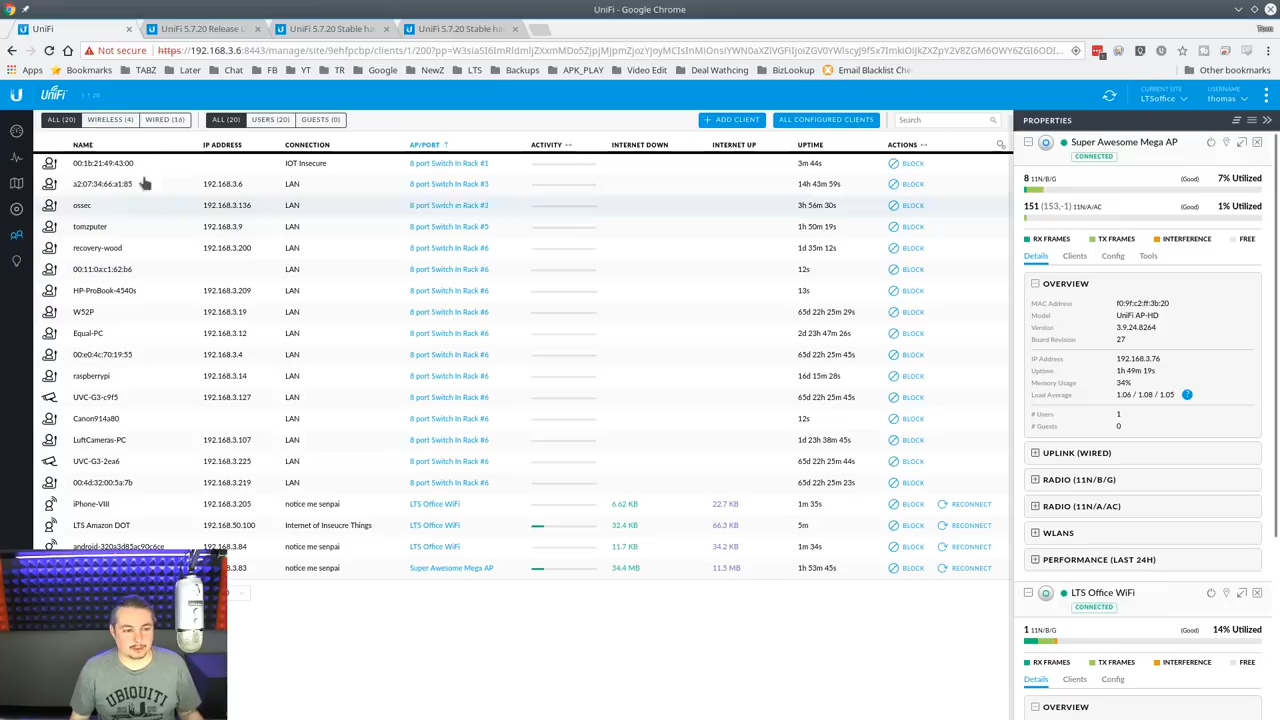 UniFi - Google Chrome
UniFi
UniFi 5.7.20 Release U
UniFi 5.7.20 Stable ha
UniFi 5.7.20 Stable ha
Tom
Not secure
Apps
Bookmarks
TABZ
Later
Chat
FB
YT
TR
Google
NewZ
LTS
Backups
APK_PLAY
Video Edit
Deal Wathcing
BizLookup
Email Blacklist Che
Other bookmarks
UniFi
CURRENT SITE
LTSoffice
USERNAME
thomas
ALL (20) WIRELESS (4) WIRED (16) ALL (20) USERS (20) GUESTS (0)
+ ADD CLIENT
ALL CONFIGURED CLIENTS
Search
NAME IP ADDRESS CONNECTION AP/PORT ↑ ACTIVITY INTERNET DOWN INTERNET UP UPTIME ACTIONS
00:1b:21:49:43:00 IOT Insecure 8 port Switch In Rack #1 3m 44s BLOCK
a2:07:34:66:a1:85 192.168.3.6 LAN 8 port Switch In Rack #3 14h 43m 59s BLOCK
ossec 192.168.3.136 LAN 8 port Switch In Rack #3 3h 56m 30s BLOCK
tomzputer 192.168.3.9 LAN 8 port Switch In Rack #5 1h 50m 19s BLOCK
recovery-wood 192.168.3.200 LAN 8 port Switch In Rack #6 1d 35m 12s BLOCK
00:11:0a:c1:62:b6 LAN 8 port Switch In Rack #6 12s BLOCK
HP-ProBook-4540s 192.168.3.209 LAN 8 port Switch In Rack #6 13s BLOCK
W52P 192.168.3.19 LAN 8 port Switch In Rack #6 65d 22h 25m 29s BLOCK
Equal-PC 192.168.3.12 LAN 8 port Switch In Rack #6 2d 23h 47m 26s BLOCK
00:e0:4c:70:19:55 192.168.3.4 LAN 8 port Switch In Rack #6 65d 22h 25m 45s BLOCK
raspberrypi 192.168.3.14 LAN 8 port Switch In Rack #6 16d 15m 28s BLOCK
UVC-G3-c9f5 192.168.3.127 LAN 8 port Switch In Rack #6 65d 22h 25m 45s BLOCK
Canon914a80 LAN 8 port Switch In Rack #6 12s BLOCK
LuftCameras-PC 192.168.3.107 LAN 8 port Switch In Rack #6 1d 23h 38m 45s BLOCK
UVC-G3-2ea6 192.168.3.225 LAN 8 port Switch In Rack #6 65d 22h 25m 44s BLOCK
00:4d:32:00:5a:7b 192.168.3.219 LAN 8 port Switch In Rack #6 65d 22h 25m 23s BLOCK
iPhone-VIII 192.168.3.205 notice me senpai LTS Office WiFi 6.62 KB 22.7 KB 1m 35s BLOCK RECONNECT
LTS Amazon DOT 192.168.50.100 Internet of Inseucre Things LTS Office WiFi 32.4 KB 66.3 KB 5m BLOCK RECONNECT
android-320a3d85ac90c6ce 192.168.3.84 notice me senpai LTS Office WiFi 11.7 KB 34.2 KB 1m 34s BLOCK RECONNECT
3.83 notice me senpai Super Awesome Mega AP 34.4 MB 11.5 MB 1h 53m 45s BLOCK RECONNECT
PROPERTIES
Super Awesome Mega AP
CONNECTED
8 11N/B/G (Good) 7% Utilized
151 (153,-1) 11N/A/AC (Good) 1% Utilized
RX FRAMES TX FRAMES INTERFERENCE FREE
Details Clients Config Tools
OVERVIEW
MAC Address f0:9f:c2:ff:3b:20
Model UniFi AP-HD
Version 3.9.24.8264
Board Revision 27
IP Address 192.168.3.76
Uptime 1h 49m 19s
Memory Usage 34%
Load Average 1.06 / 1.08 / 1.05 ?
# Users 1
# Guests 0
UPLINK (WIRED)
RADIO (11N/B/G)
RADIO (11N/A/AC)
WLANS
PERFORMANCE (LAST 24H)
LTS Office WiFi
CONNECTED
1 11N/B/G (Good) 14% Utilized
RX FRAMES TX FRAMES INTERFERENCE FREE
Details Clients Config
OVERVIEW
UBIQUITI